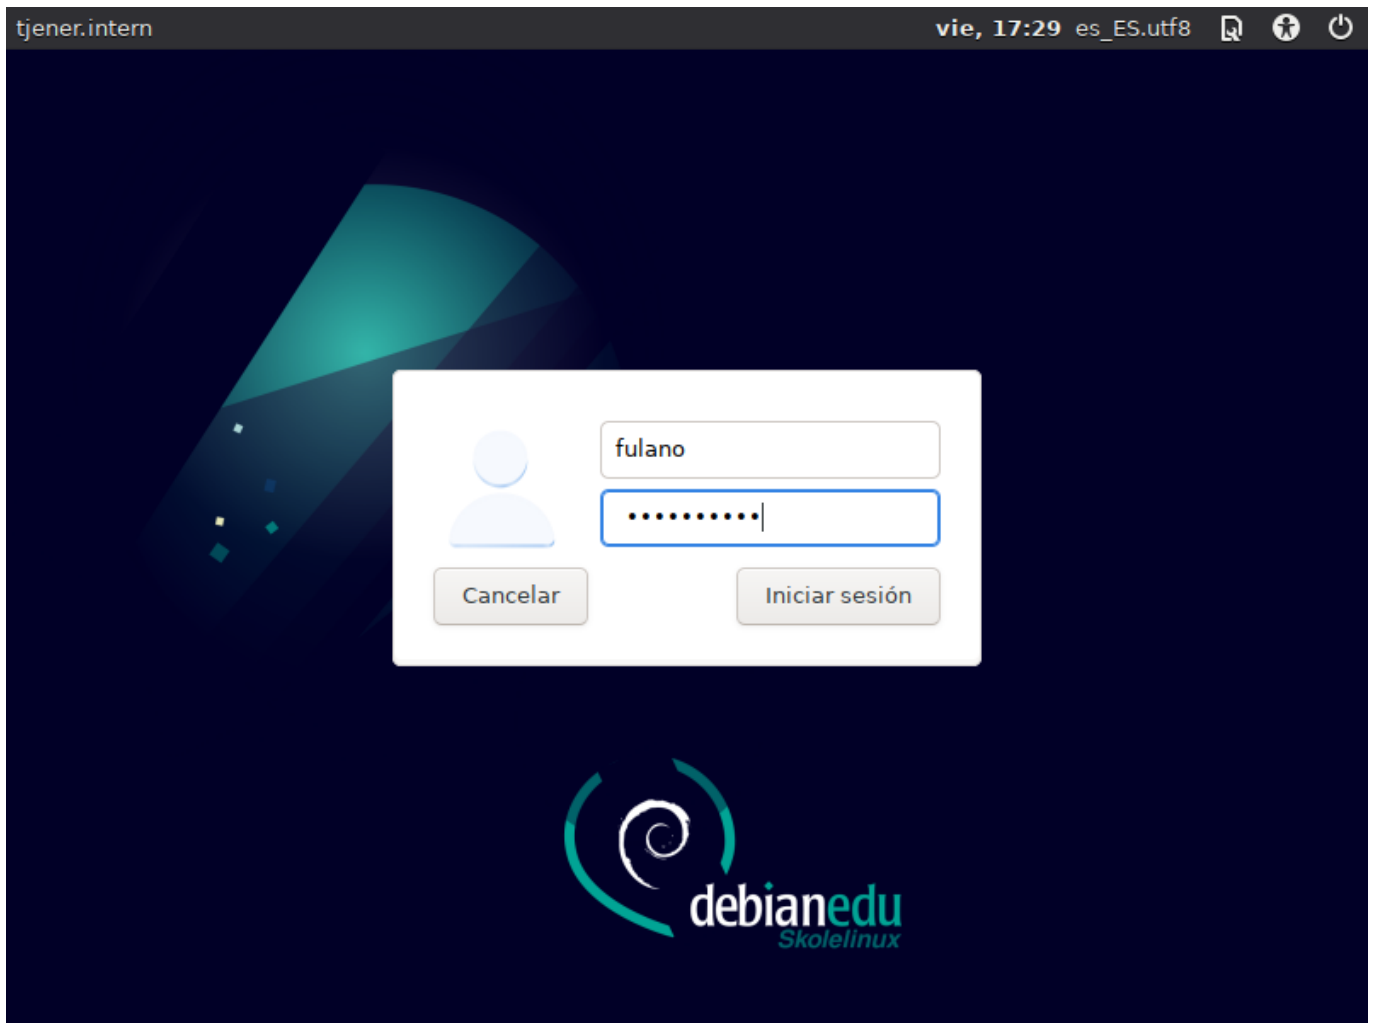 tjener.intern
vie, 17:29 es_ES.utf8
fulano
••••••••••
Cancelar
Iniciar sesión
debianedu
Skolelinux